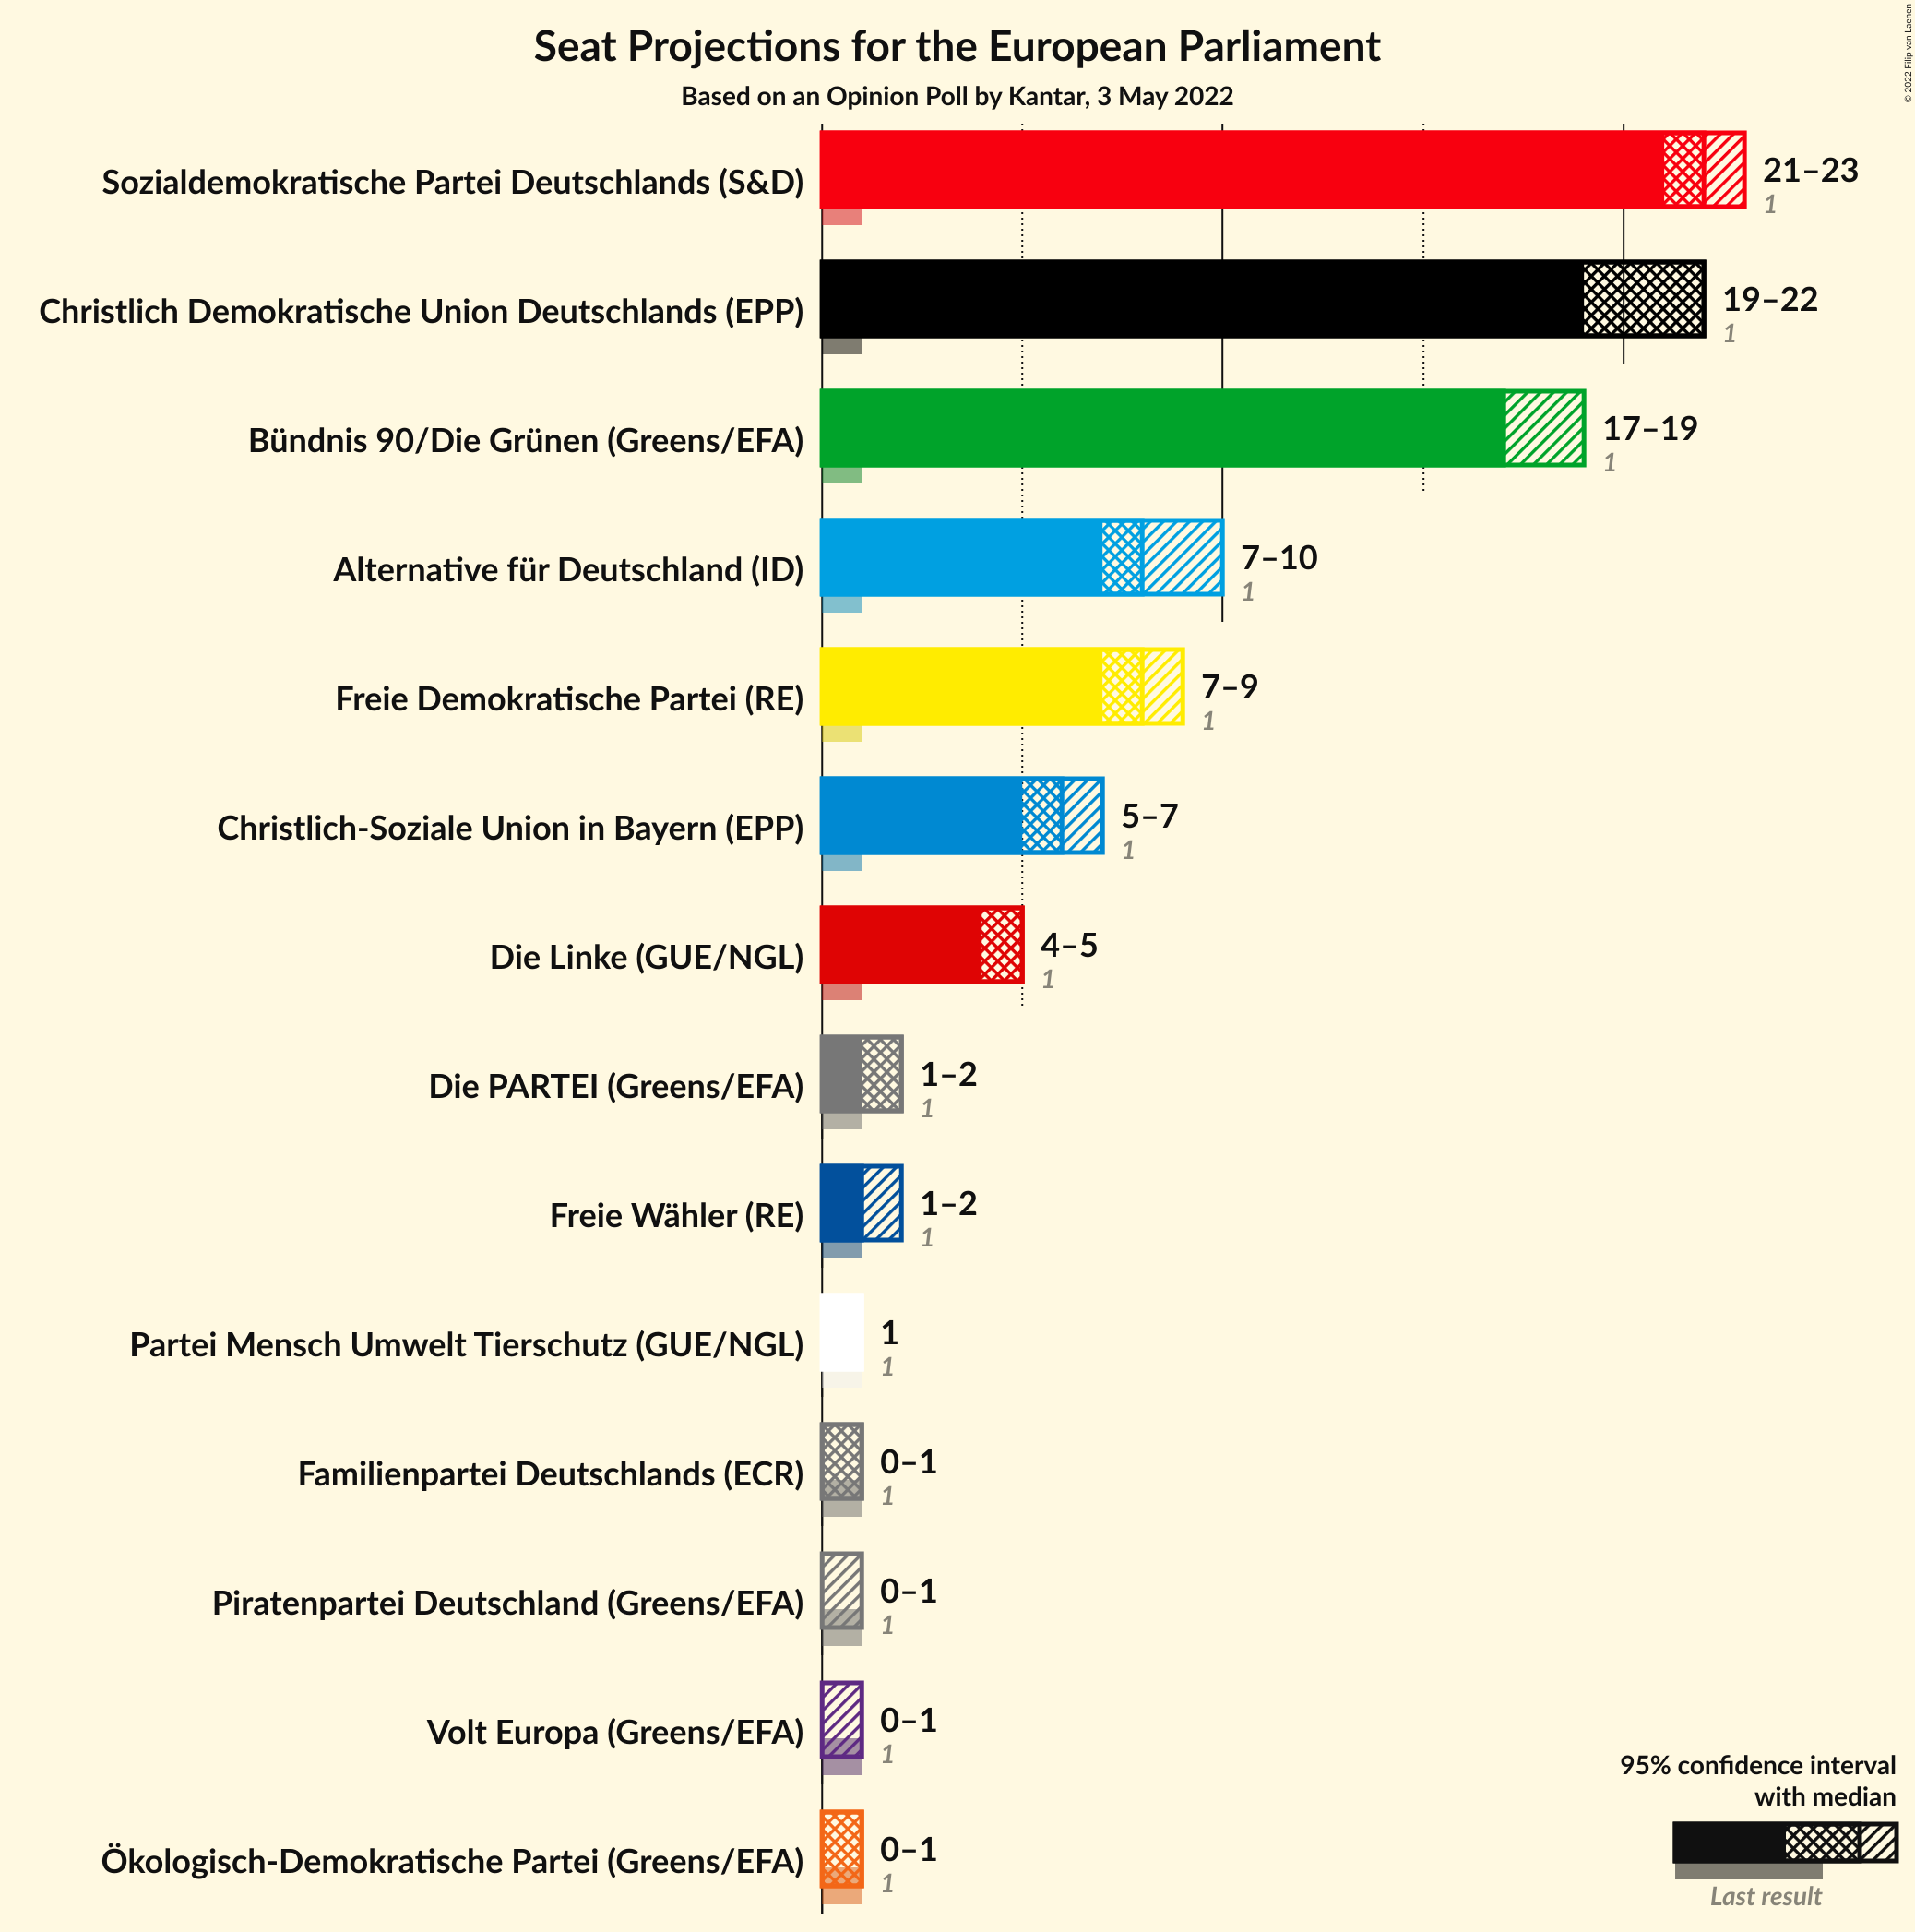 Seat Projections for the European Parliament
Based on an Opinion Poll by Kantar, 3 May 2022
© 2022 Filip van Laenen
Sozialdemokratische Partei Deutschlands (S&D)
21–23
1
Christlich Demokratische Union Deutschlands (EPP)
19–22
1
Bündnis 90/Die Grünen (Greens/EFA)
17–19
1
Alternative für Deutschland (ID)
7–10
1
Freie Demokratische Partei (RE)
7–9
1
Christlich-Soziale Union in Bayern (EPP)
5–7
1
Die Linke (GUE/NGL)
4–5
1
Die PARTEI (Greens/EFA)
1–2
1
Freie Wähler (RE)
1–2
1
Partei Mensch Umwelt Tierschutz (GUE/NGL)
1
1
Familienpartei Deutschlands (ECR)
0–1
1
Piratenpartei Deutschland (Greens/EFA)
0–1
1
Volt Europa (Greens/EFA)
0–1
1
Ökologisch-Demokratische Partei (Greens/EFA)
0–1
1
95% confidence interval
with median
Last result